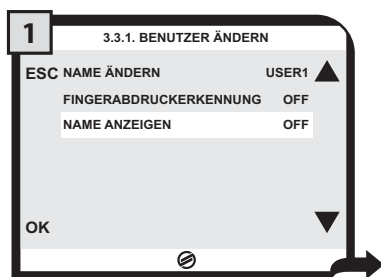 1
3.3.1. BENUTZER ÄNDERN
ESC NAME ÄNDERN USER1
FINGERABDRUCKERKENNUNG OFF
NAME ANZEIGEN OFF
OK